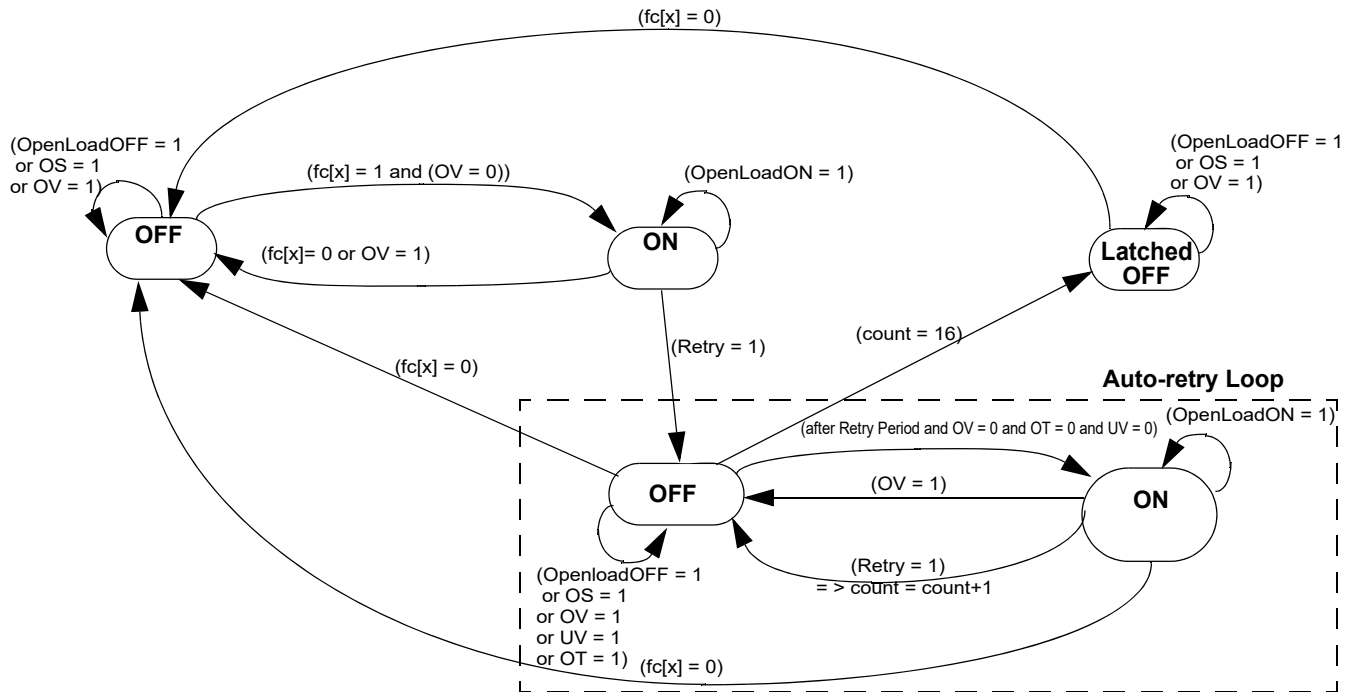 (fc[x] = 0)
(OpenLoadOFF = 1
or OS = 1
or OV = 1)
(fc[x] = 1 and (OV = 0))
(OpenLoadON = 1)
(OpenLoadOFF = 1
or OS = 1
or OV = 1)
OFF
(fc[x]= 0 or OV = 1)
ON
Latched
OFF
(Retry = 1)
(count = 16)
(fc[x] = 0)
Auto-retry Loop
(OpenLoadON = 1)
(after Retry Period and OV = 0 and OT = 0 and UV = 0)
OFF
(OV = 1)
ON
(Retry = 1)
= > count = count+1
(OpenloadOFF = 1
or OS = 1
or OV = 1
or UV = 1
or OT = 1)
(fc[x] = 0)